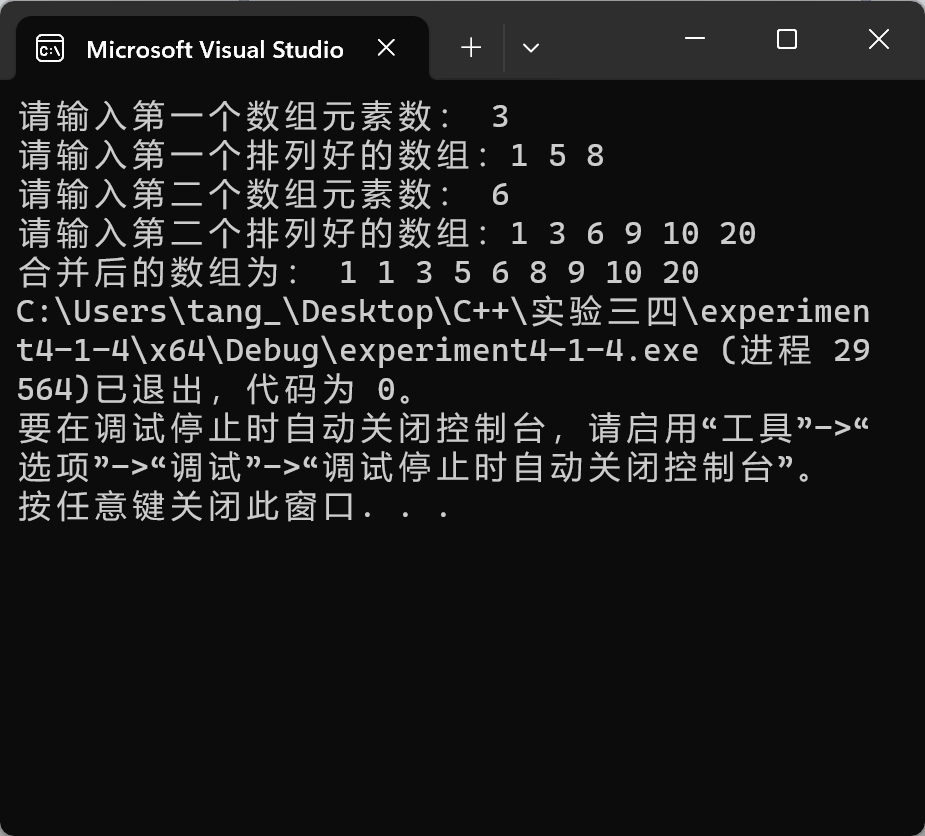 Microsoft Visual Studio
请输入第一个数组元素数： 3
请输入第一个排列好的数组：1 5 8
请输入第二个数组元素数： 6
请输入第二个排列好的数组：1 3 6 9 10 20
合并后的数组为： 1 1 3 5 6 8 9 10 20
C:\Users\tang_\Desktop\C++\实验三四\experimen
t4-1-4\x64\Debug\experiment4-1-4.exe (进程 29
564)已退出，代码为 0。
要在调试停止时自动关闭控制台，请启用“工具”->“
选项”->“调试”->“调试停止时自动关闭控制台”。
按任意键关闭此窗口. . .